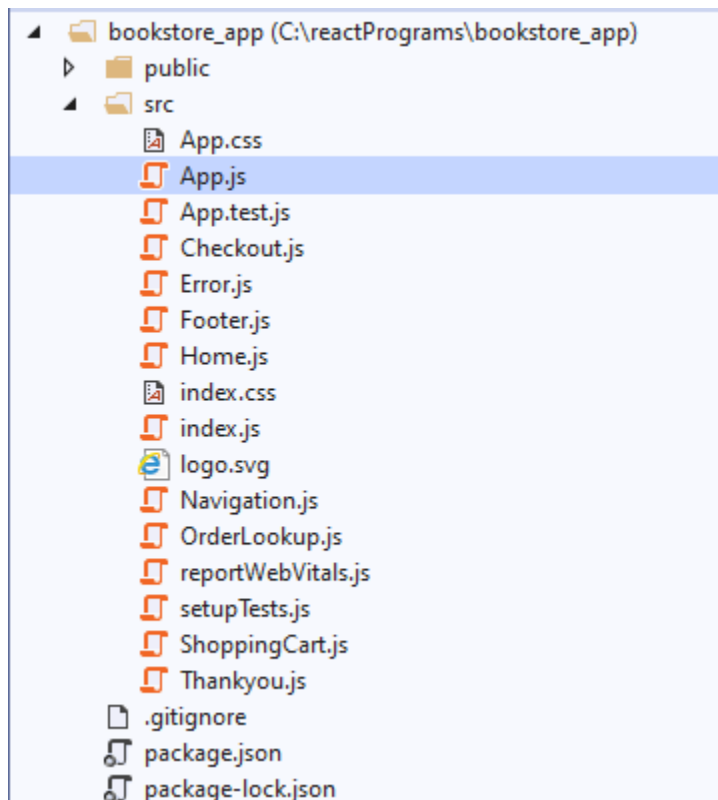 bookstore_app (C:\reactPrograms\bookstore_app)
public
src
App.css
App.js
App.test.js
Checkout.js
Error.js
Footer.js
Home.js
index.css
index.js
logo.svg
Navigation.js
OrderLookup.js
reportWebVitals.js
setupTests.js
ShoppingCart.js
Thankyou.js
.gitignore
package.json
package-lock.json